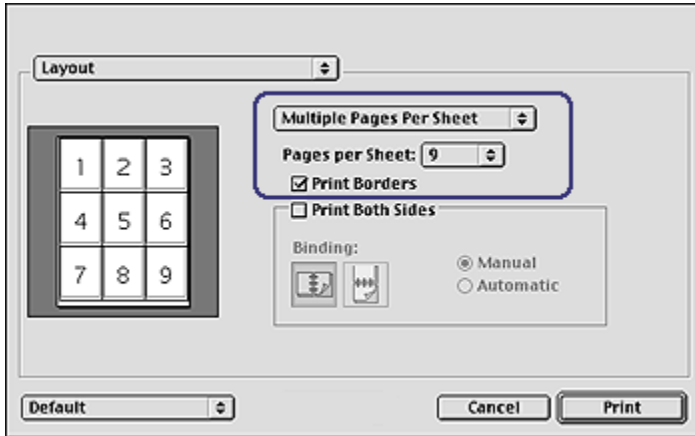 Layout
Multiple Pages Per Sheet
Pages per Sheet: 9
Print Borders
1 2 3
4 5 6
7 8 9
Print Both Sides
Binding:
Manual
Automatic
Default
Cancel
Print